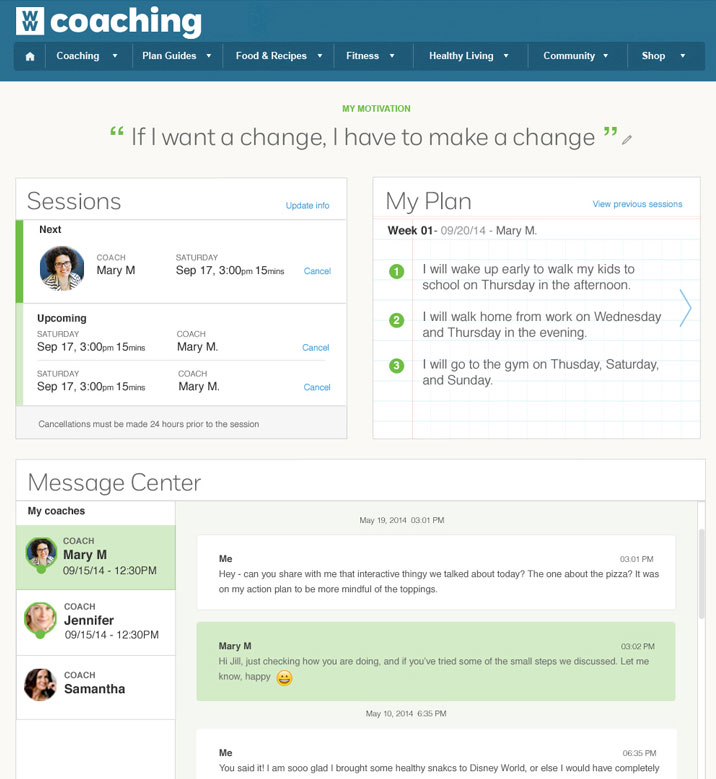 WW coaching
Coaching Plan Guides Food & Recipes Fitness Healthy Living Community Shop
MY MOTIVATION
“ If I want a change, I have to make a change ”
Sessions
Update info
Next
COACH
Mary M
SATURDAY
Sep 17, 3:00pm 15mins
Cancel
Upcoming
SATURDAY
Sep 17, 3:00pm 15mins
COACH
Mary M.
Cancel
SATURDAY
Sep 17, 3:00pm 15mins
COACH
Mary M.
Cancel
Cancellations must be made 24 hours prior to the session
My Plan
View previous sessions
Week 01- 09/20/14 - Mary M.
1 I will wake up early to walk my kids to
school on Thursday in the afternoon.
2 I will walk home from work on Wednesday
and Thursday in the evening.
3 I will go to the gym on Thusday, Saturday,
and Sunday.
Message Center
My coaches
COACH
Mary M
09/15/14 - 12:30PM
COACH
Jennifer
09/15/14 - 12:30PM
COACH
Samantha
May 19, 2014 03:01 PM
Me 03:01 PM
Hey - can you share with me that interactive thingy we talked about today? The one about the pizza? It was
on my action plan to be more mindful of the toppings.
Mary M 03:02 PM
Hi Jill, just checking how you are doing, and if you've tried some of the small steps we discussed. Let me
know, happy 😀
May 10, 2014 6:35 PM
Me 06:35 PM
You said it! I am sooo glad I brought some healthy snakcs to Disney World, or else I would have completely